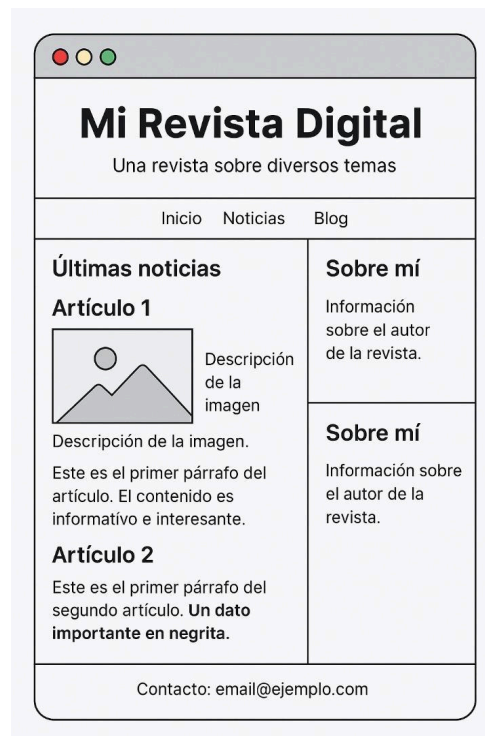 Mi Revista Digital
Una revista sobre diversos temas
Inicio Noticias Blog
Últimas noticias
Artículo 1
Descripción
de la
imagen
Descripción de la imagen.
Este es el primer párrafo del
artículo. El contenido es
informatívo e interesante.
Artículo 2
Este es el primer párrafo del
segundo artículo. Un dato
importante en negrita.
Sobre mí
Información
sobre el autor
de la revista.
Sobre mí
Información sobre
el autor de la
revista.
Contacto: email@ejemplo.com